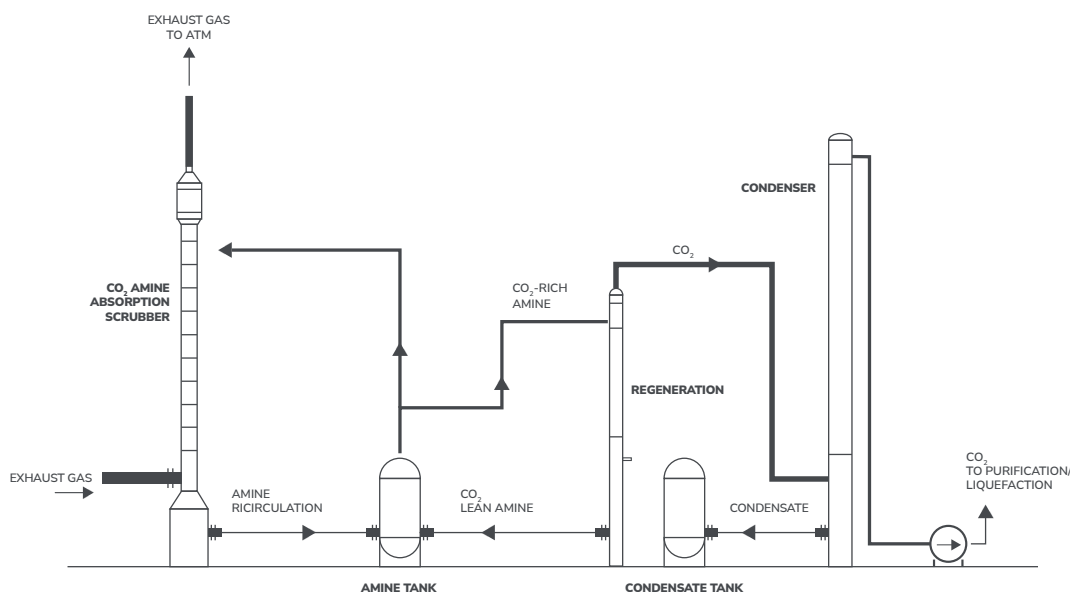 EXHAUST GAS
TO ATM
CONDENSER
CO₂
CO₂ AMINE
ABSORPTION
SCRUBBER
CO₂-RICH
AMINE
REGENERATION
EXHAUST GAS
AMINE
RICIRCULATION
CO₂
LEAN AMINE
CONDENSATE
CO₂
TO PURIFICATION/
LIQUEFACTION
AMINE TANK
CONDENSATE TANK